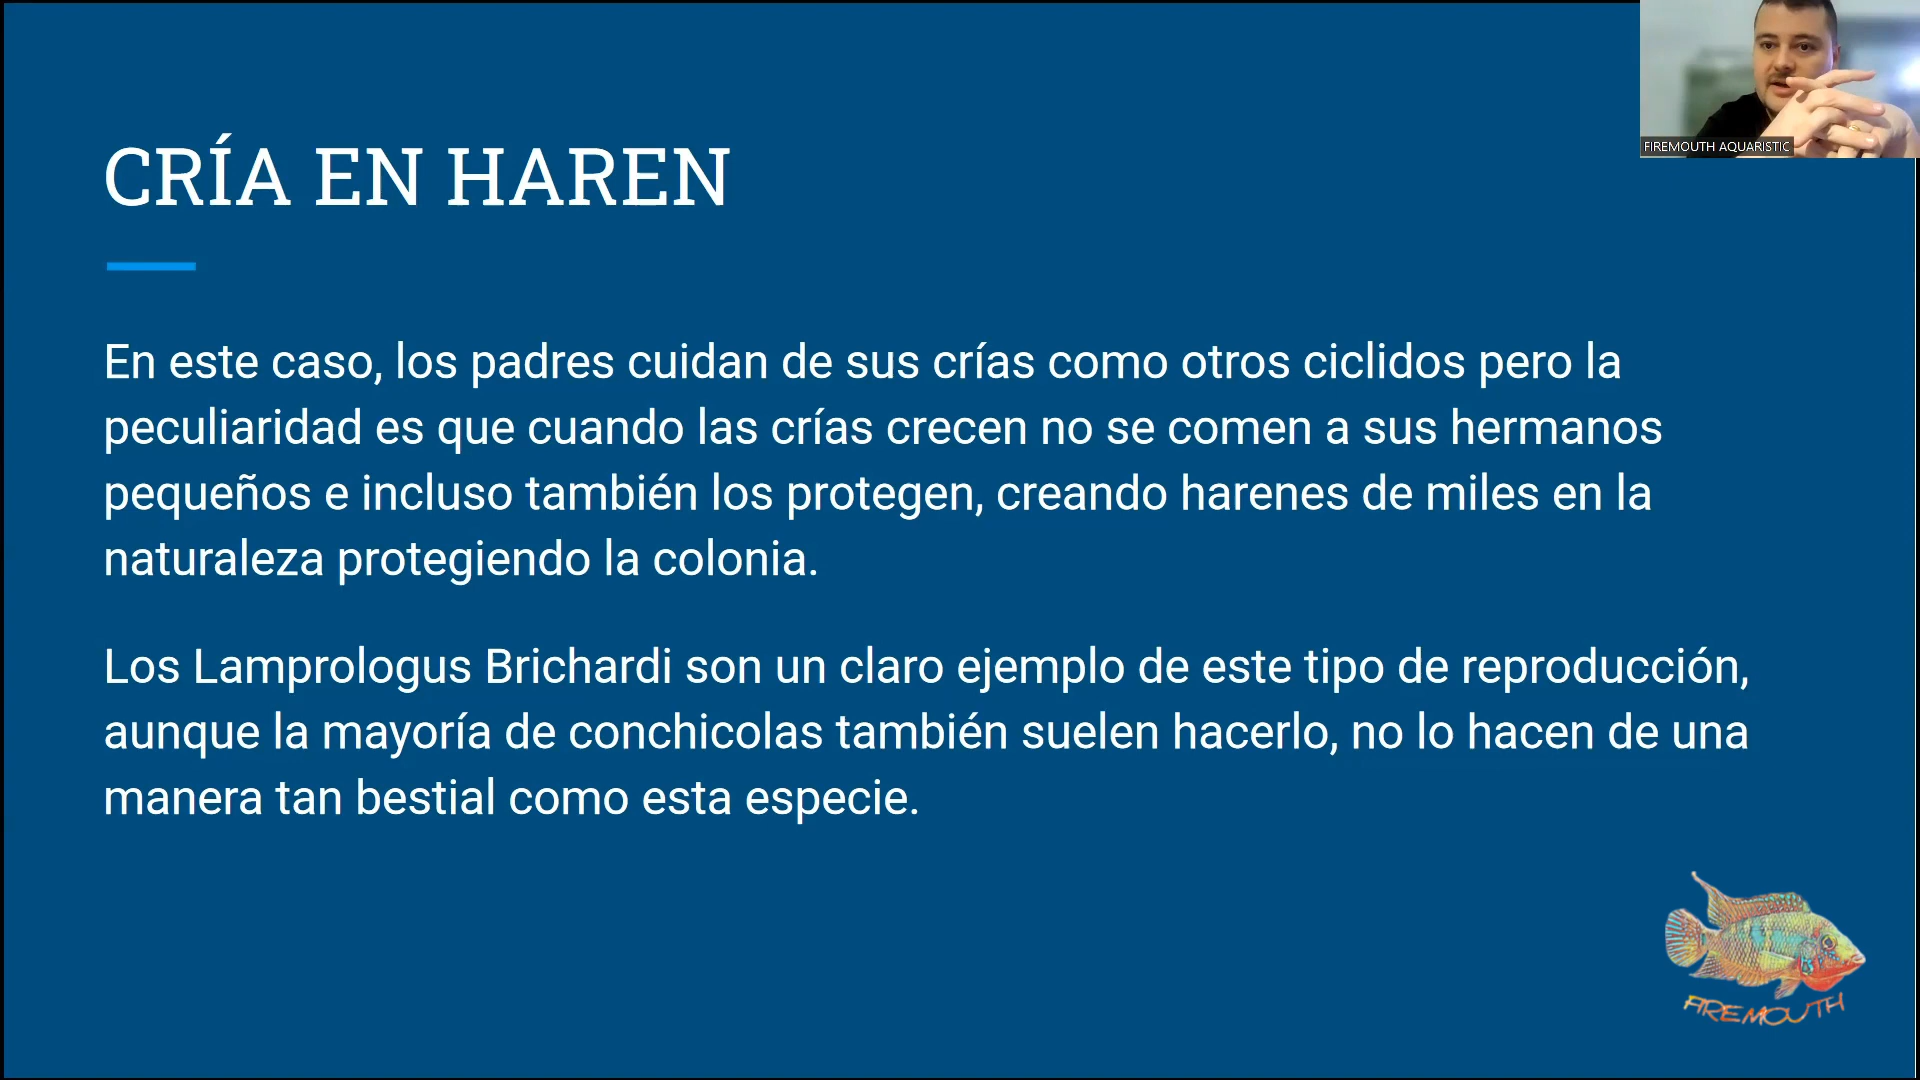 FIREMOUTH AQUARISTIC
CRÍA EN HAREN
En este caso, los padres cuidan de sus crías como otros ciclidos pero la
peculiaridad es que cuando las crías crecen no se comen a sus hermanos
pequeños e incluso también los protegen, creando harenes de miles en la
naturaleza protegiendo la colonia.
Los Lamprologus Brichardi son un claro ejemplo de este tipo de reproducción,
aunque la mayoría de conchicolas también suelen hacerlo, no lo hacen de una
manera tan bestial como esta especie.
FIREMOUTH